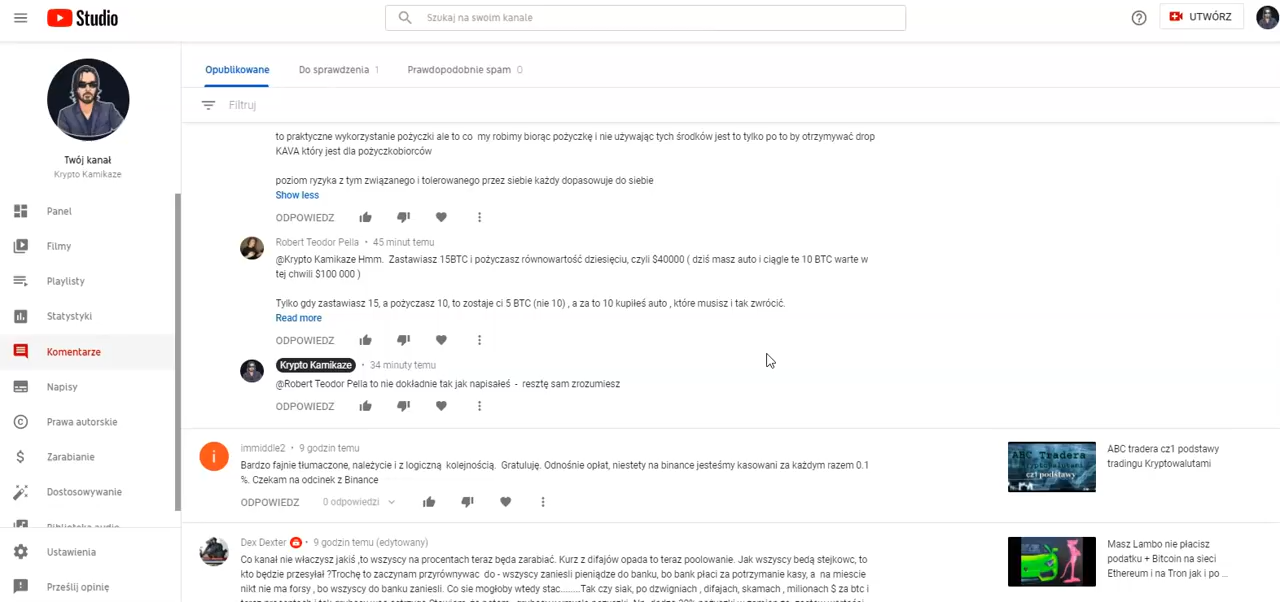 Studio
Szukaj na swoim kanale
UTWÓRZ
Twój kanał
Krypto Kamikaze
Panel
Filmy
Playlisty
Statystyki
Komentarze
Napisy
Prawa autorskie
Zarabianie
Dostosowywanie
Biblioteka audio
Ustawienia
Prześlij opinię
Opublikowane
Do sprawdzenia 1
Prawdopodobnie spam 0
Filtruj
to praktyczne wykorzystanie pożyczki ale to co my robimy biorąc pożyczkę i nie używając tych środków jest to tylko po to by otrzymywać drop
KAVA który jest dla pożyczkobiorców
poziom ryzyka z tym związanego i tolerowanego przez siebie każdy dopasowuje do siebie
Show less
ODPOWIEDZ
Robert Teodor Pella • 45 minut temu
@Krypto Kamikaze Hmm. Zastawiasz 15BTC i pożyczasz równowartość dziesięciu, czyli $40000 ( dziś masz auto i ciągle te 10 BTC warte w
tej chwili $100 000 )
Tylko gdy zastawiasz 15, a pożyczasz 10, to zostaje ci 5 BTC (nie 10) , a za to 10 kupiłeś auto , które musisz i tak zwrócić.
Read more
ODPOWIEDZ
Krypto Kamikaze • 34 minuty temu
@Robert Teodor Pella to nie dokładnie tak jak napisałeś - resztę sam zrozumiesz
ODPOWIEDZ
i
immiddle2 • 9 godzin temu
Bardzo fajnie tłumaczone, należycie i z logiczną kolejnością. Gratuluję. Odnośnie opłat, niestety na binance jesteśmy kasowani za każdym razem 0.1
%. Czekam na odcinek z Binance
ODPOWIEDZ 0 odpowiedzi
ABC Tradera
Kryptowalutami
cz1 podstawy
ABC tradera cz1 podstawy
tradingu Kryptowalutami
Dex Dexter • 9 godzin temu (edytowany)
Co kanał nie właczysz jakiś ,to wszyscy na procentach teraz będa zarabiać. Kurz z difajów opada to teraz poolowanie. Jak wszyscy bedą stejkowc, to
kto będzie przesyłał ?Trochę to zaczynam przyrównywac do - wszyscy zaniesli pieniądze do banku, bo bank płaci za potrzymanie kasy, a na miescie
nikt nie ma forsy , bo wszyscy do banku zaniesli. Co sie mogłoby wtedy stac........Tak czy siak, po dzwigniach , difajach, skamach , milionach $ za btc i
Masz Lambo nie płacisz
podatku + Bitcoin na sieci
Ethereum i na Tron jak i po ...